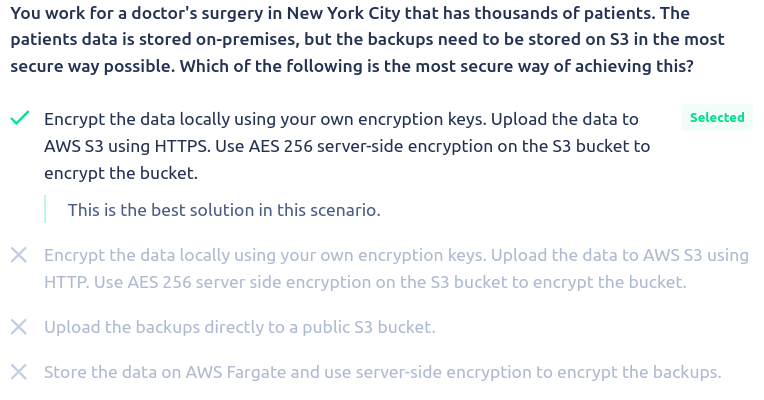 You work for a doctor's surgery in New York City that has thousands of patients. The
patients data is stored on-premises, but the backups need to be stored on S3 in the most
secure way possible. Which of the following is the most secure way of achieving this?
Encrypt the data locally using your own encryption keys. Upload the data to
AWS S3 using HTTPS. Use AES 256 server-side encryption on the S3 bucket to
encrypt the bucket.
Selected
This is the best solution in this scenario.
Encrypt the data locally using your own encryption keys. Upload the data to AWS S3 using
HTTP. Use AES 256 server side encryption on the S3 bucket to encrypt the bucket.
Upload the backups directly to a public S3 bucket.
Store the data on AWS Fargate and use server-side encryption to encrypt the backups.